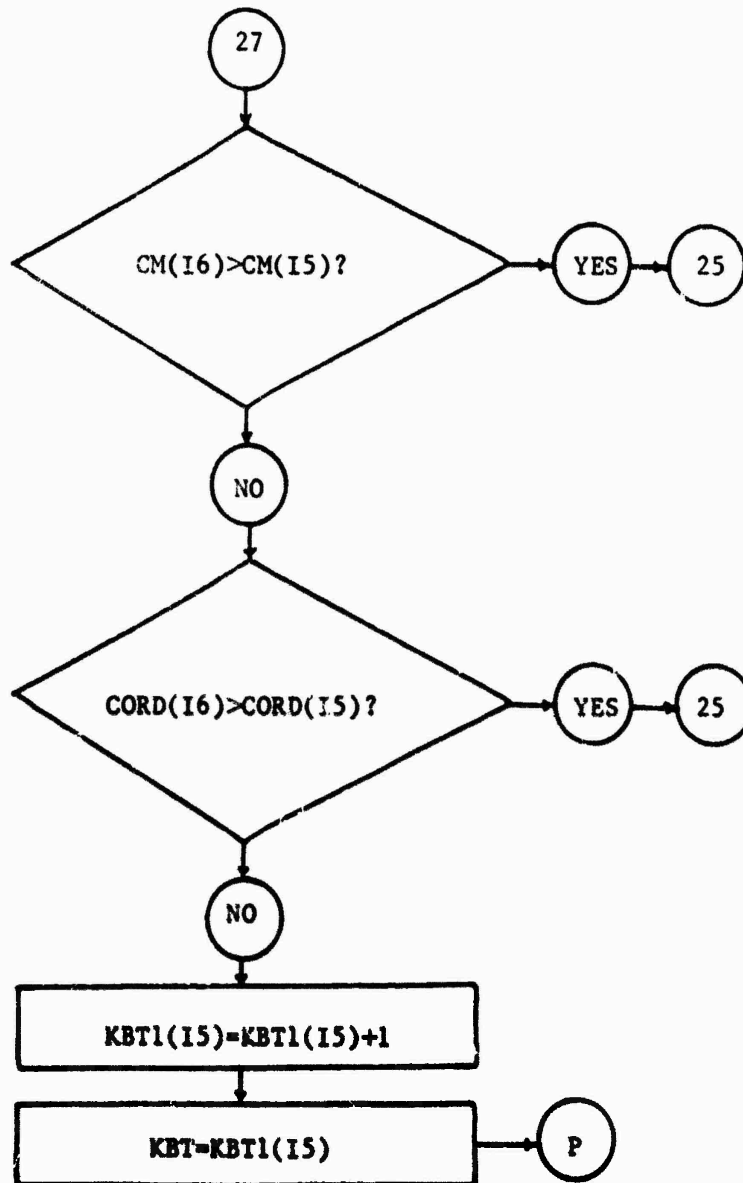 27
CM(I6)>CM(I5)?
YES
25
NO
CORD(I6)>CORD(I5)?
YES
25
NO
KBT1(I5)=KBT1(I5)+1
KBT=KBT1(I5)
P